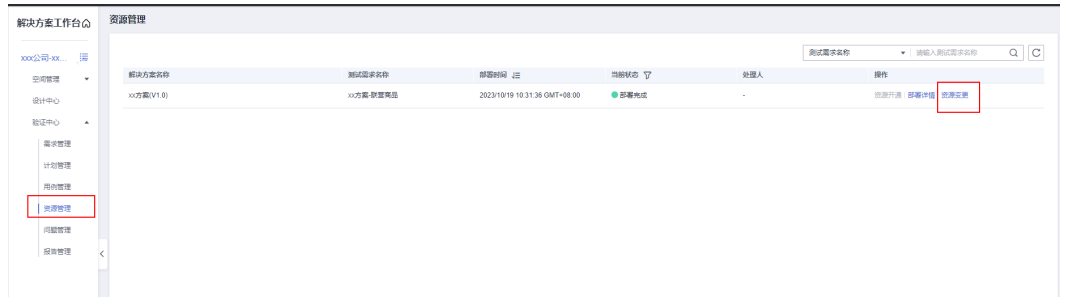 解决方案工作台
资源管理
xxx公司-xx...
空间管理
设计中心
验证中心
需求管理
计划管理
用例管理
资源管理
问题管理
报告管理
测试需求名称
请输入测试需求名称
解决方案名称 测试需求名称 部署时间 当前状态 处理人 操作
xx方案(V1.0) xx方案-联营商品 2023/10/19 10:31:36 GMT+08:00 部署完成 - 资源开通 部署详情 资源变更